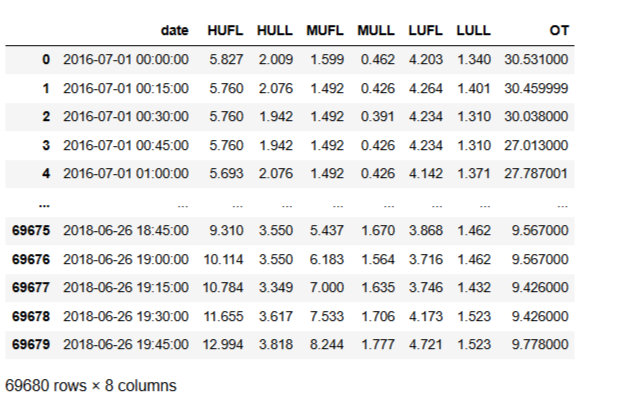 date HUFL HULL MUFL MULL LUFL LULL OT
0 2016-07-01 00:00:00 5.827 2.009 1.599 0.462 4.203 1.340 30.531000
1 2016-07-01 00:15:00 5.760 2.076 1.492 0.426 4.264 1.401 30.459999
2 2016-07-01 00:30:00 5.760 1.942 1.492 0.391 4.234 1.310 30.038000
3 2016-07-01 00:45:00 5.760 1.942 1.492 0.426 4.234 1.310 27.013000
4 2016-07-01 01:00:00 5.693 2.076 1.492 0.426 4.142 1.371 27.787001
... ... ... ... ... ... ... ... ...
69675 2018-06-26 18:45:00 9.310 3.550 5.437 1.670 3.868 1.462 9.567000
69676 2018-06-26 19:00:00 10.114 3.550 6.183 1.564 3.716 1.462 9.567000
69677 2018-06-26 19:15:00 10.784 3.349 7.000 1.635 3.746 1.432 9.426000
69678 2018-06-26 19:30:00 11.655 3.617 7.533 1.706 4.173 1.523 9.426000
69679 2018-06-26 19:45:00 12.994 3.818 8.244 1.777 4.721 1.523 9.778000
69680 rows × 8 columns